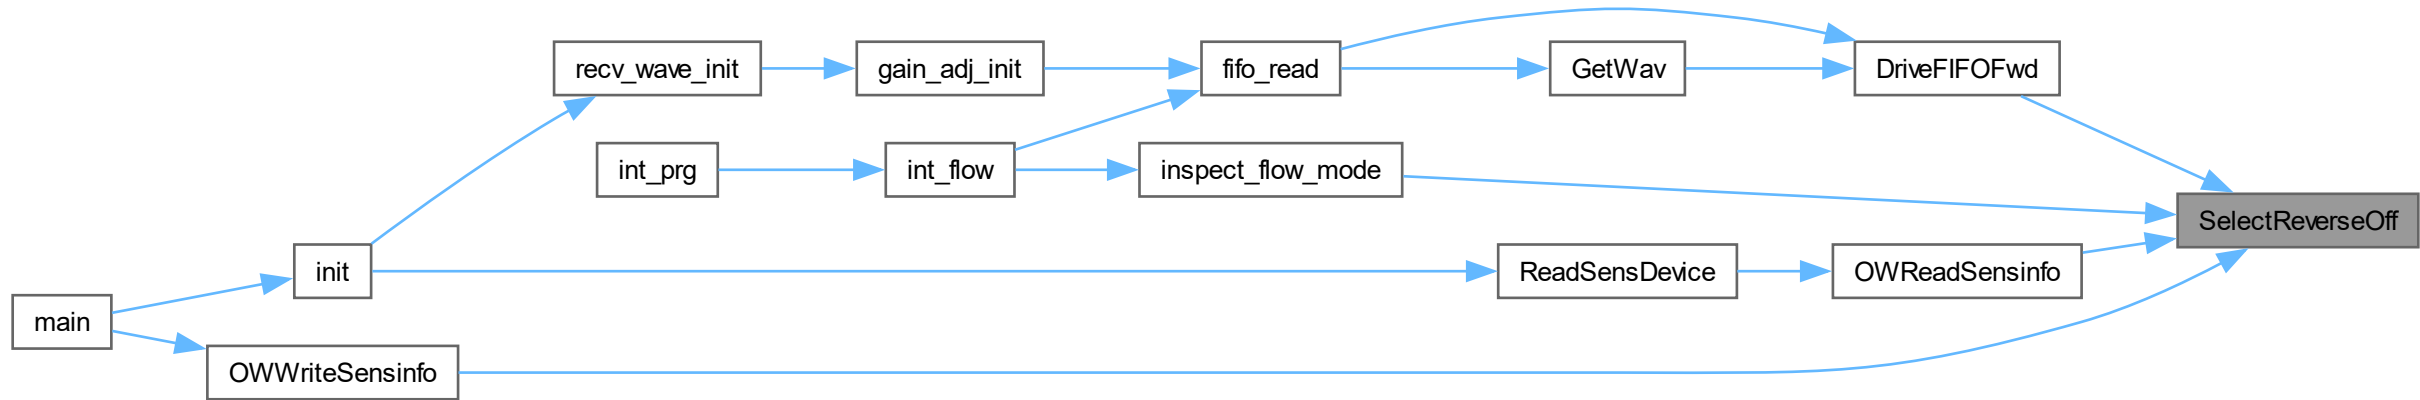 recv_wave_init
gain_adj_init
fifo_read
GetWav
DriveFIFOFwd
int_prg
int_flow
inspect_flow_mode
SelectReverseOff
init
ReadSensDevice
OWReadSensinfo
main
OWWriteSensinfo